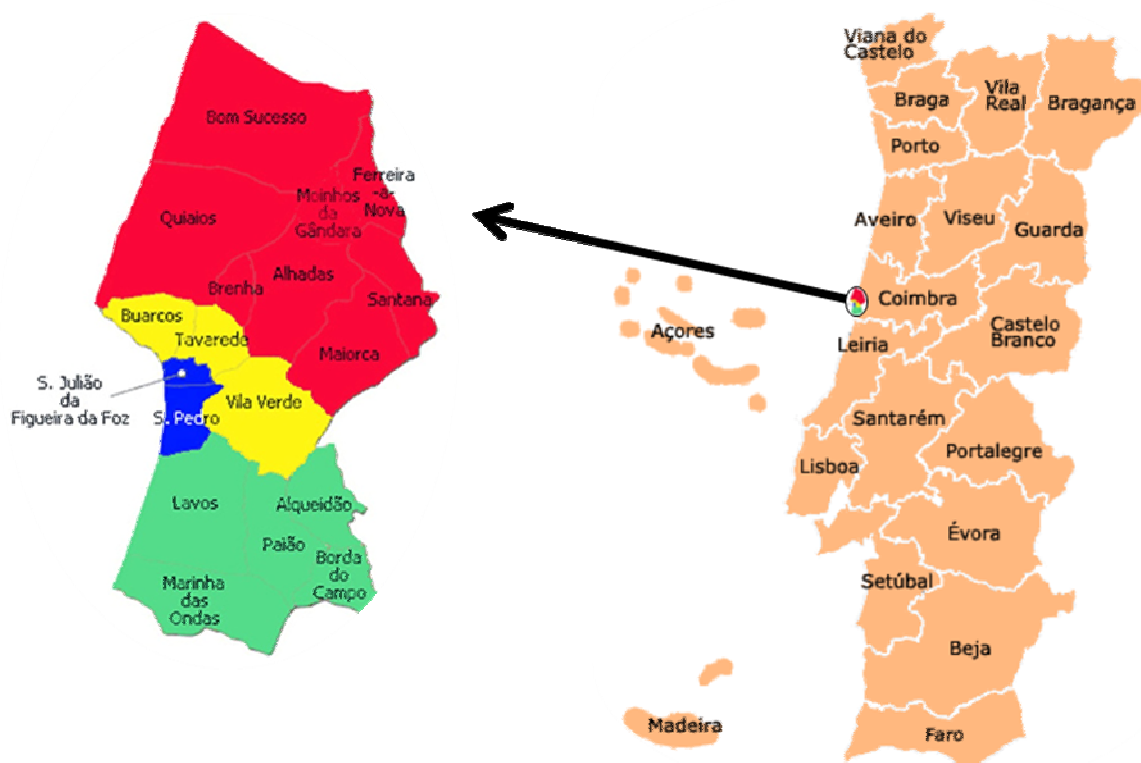 Bom Sucesso
Ferreira
-a-
Nova
Moinhos
da
Gândara
Quiaios
Alhadas
Brenha
Santana
Buarcos
Tavarede
Maiorca
S. Julião
da
Figueira da Foz
S. Pedro
Vila Verde
Lavos
Alqueidão
Paião
Borda
do
Campo
Marinha
das
Ondas
Viana do
Castelo
Braga
Vila
Real
Bragança
Porto
Aveiro
Viseu
Guarda
Coimbra
Açores
Leiria
Castelo
Branco
Santarém
Lisboa
Portalegre
Évora
Setúbal
Beja
Madeira
Faro